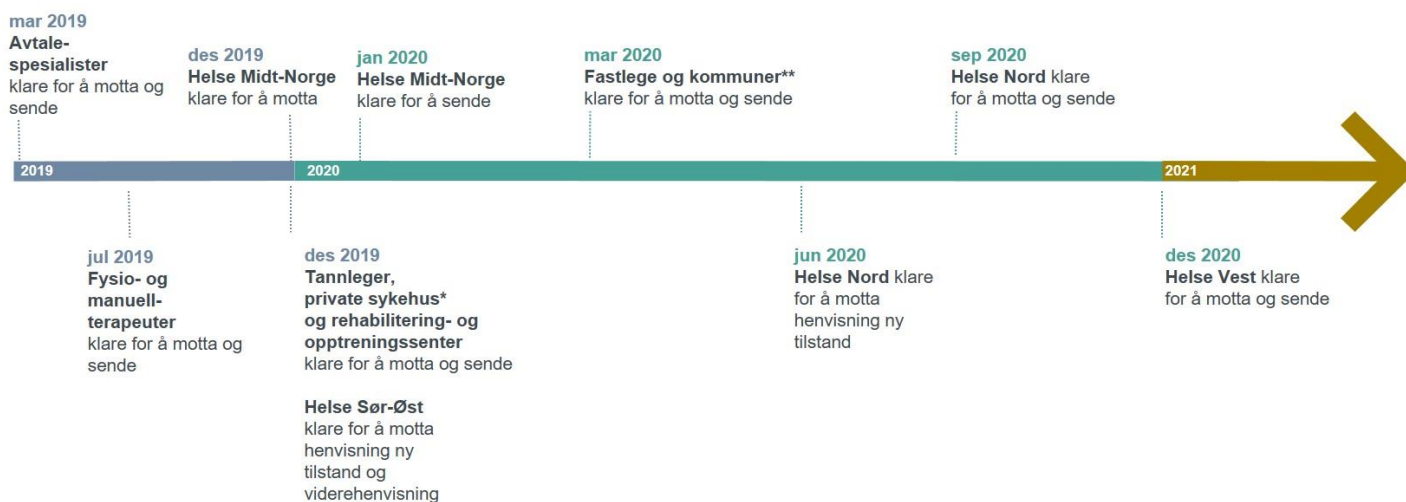 mar 2019
Avtale-
spesialister
klare for å motta og
sende
des 2019
Helse Midt-Norge
klare for å motta
jan 2020
Helse Midt-Norge
klare for å sende
mar 2020
Fastlege og kommuner**
klare for å motta og sende
sep 2020
Helse Nord klare
for å motta og sende
2019
2020
2021
jul 2019
Fysio- og
manuell-
terapeuter
klare for å motta og
sende
des 2019
Tannleger,
private sykehus*
og rehabilitering- og
opptreningssenter
klare for å motta og sende
Helse Sør-Øst
klare for å motta
henvisning ny
tilstand og
viderehenvisning
jun 2020
Helse Nord klare
for å motta
henvisning ny
tilstand
des 2020
Helse Vest klare
for å motta og sende